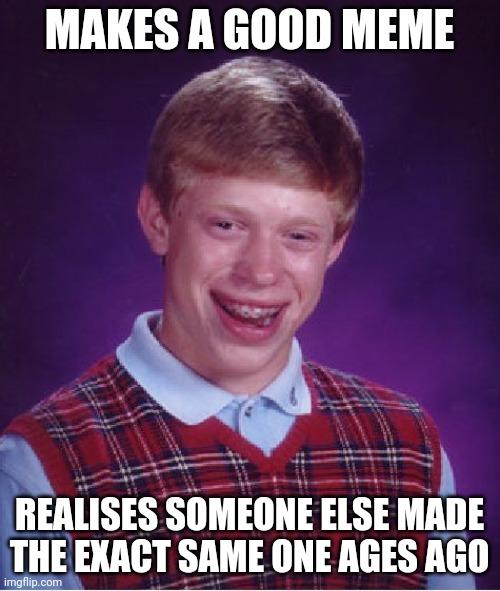 MAKES A GOOD MEME
REALISES SOMEONE ELSE MADE
THE EXACT SAME ONE AGES AGO
imgflip.com